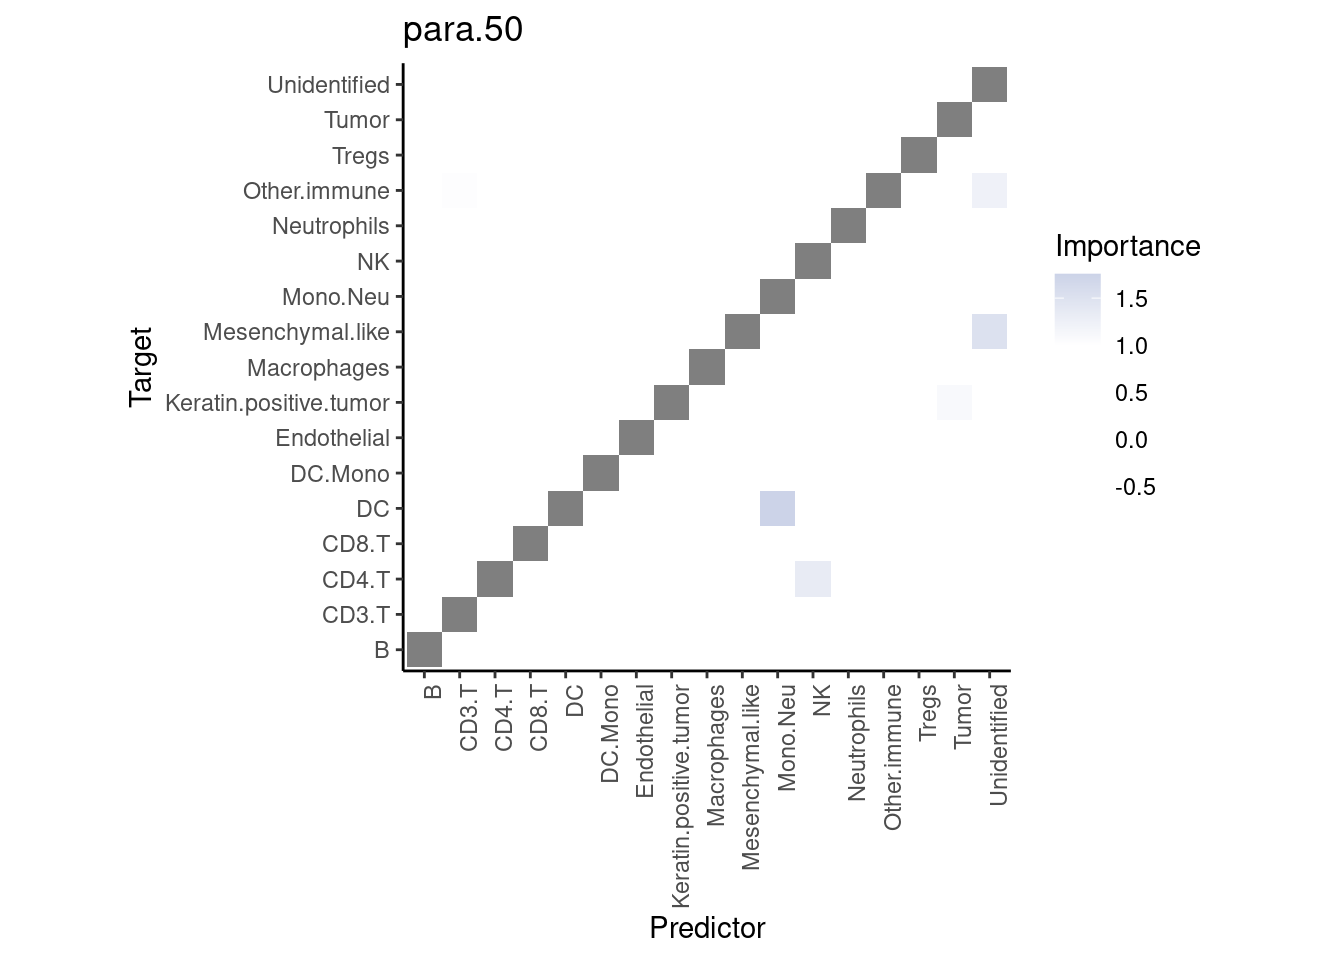 para.50
Unidentified
Tumor
Tregs
Other.immune
Neutrophils
NK
Mono.Neu
Mesenchymal.like
Macrophages
Keratin.positive.tumor
Endothelial
DC.Mono
DC
CD8.T
CD4.T
CD3.T
B
Target
B
CD3.T
CD4.T
CD8.T
DC
DC.Mono
Endothelial
Keratin.positive.tumor
Macrophages
Mesenchymal.like
Mono.Neu
NK
Neutrophils
Other.immune
Tregs
Tumor
Unidentified
Predictor
Importance
1.5
1.0
0.5
0.0
-0.5